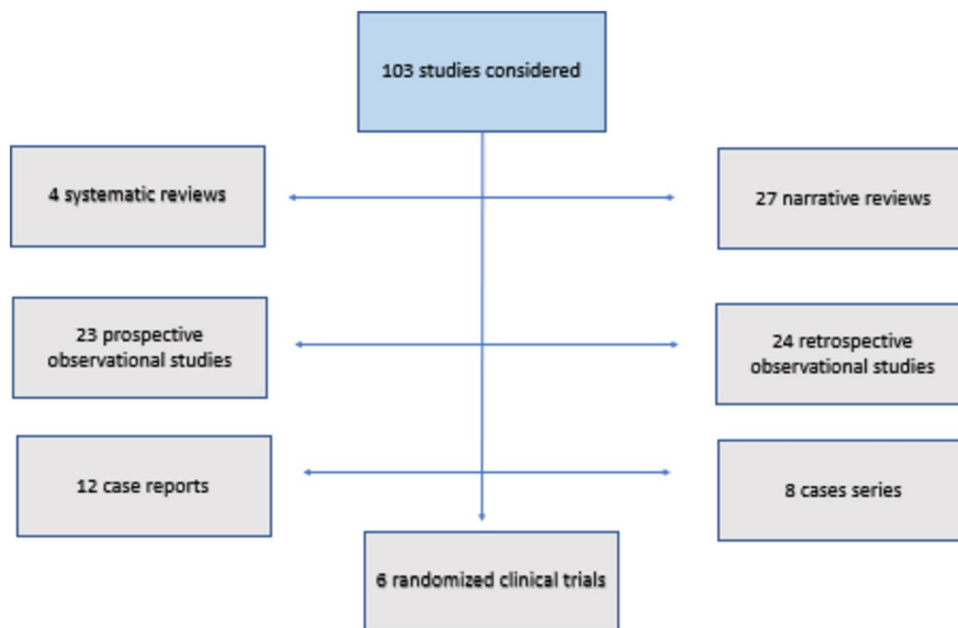 103 studies considered
4 systematic reviews
27 narrative reviews
23 prospective
observational studies
24 retrospective
observational studies
12 case reports
8 cases series
6 randomized clinical trials